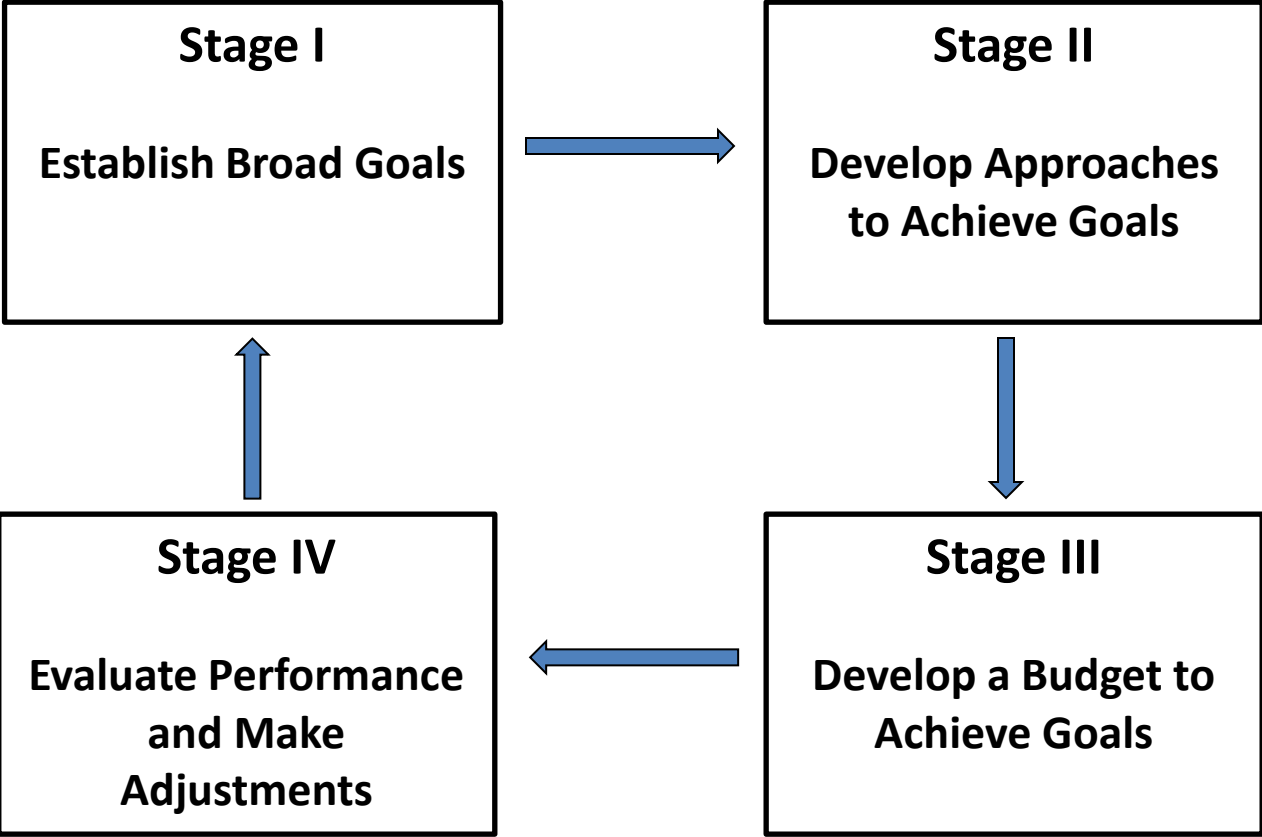 Stage I
Establish Broad Goals
Stage II
Develop Approaches
to Achieve Goals
Stage III
Develop a Budget to
Achieve Goals
Stage IV
Evaluate Performance
and Make
Adjustments